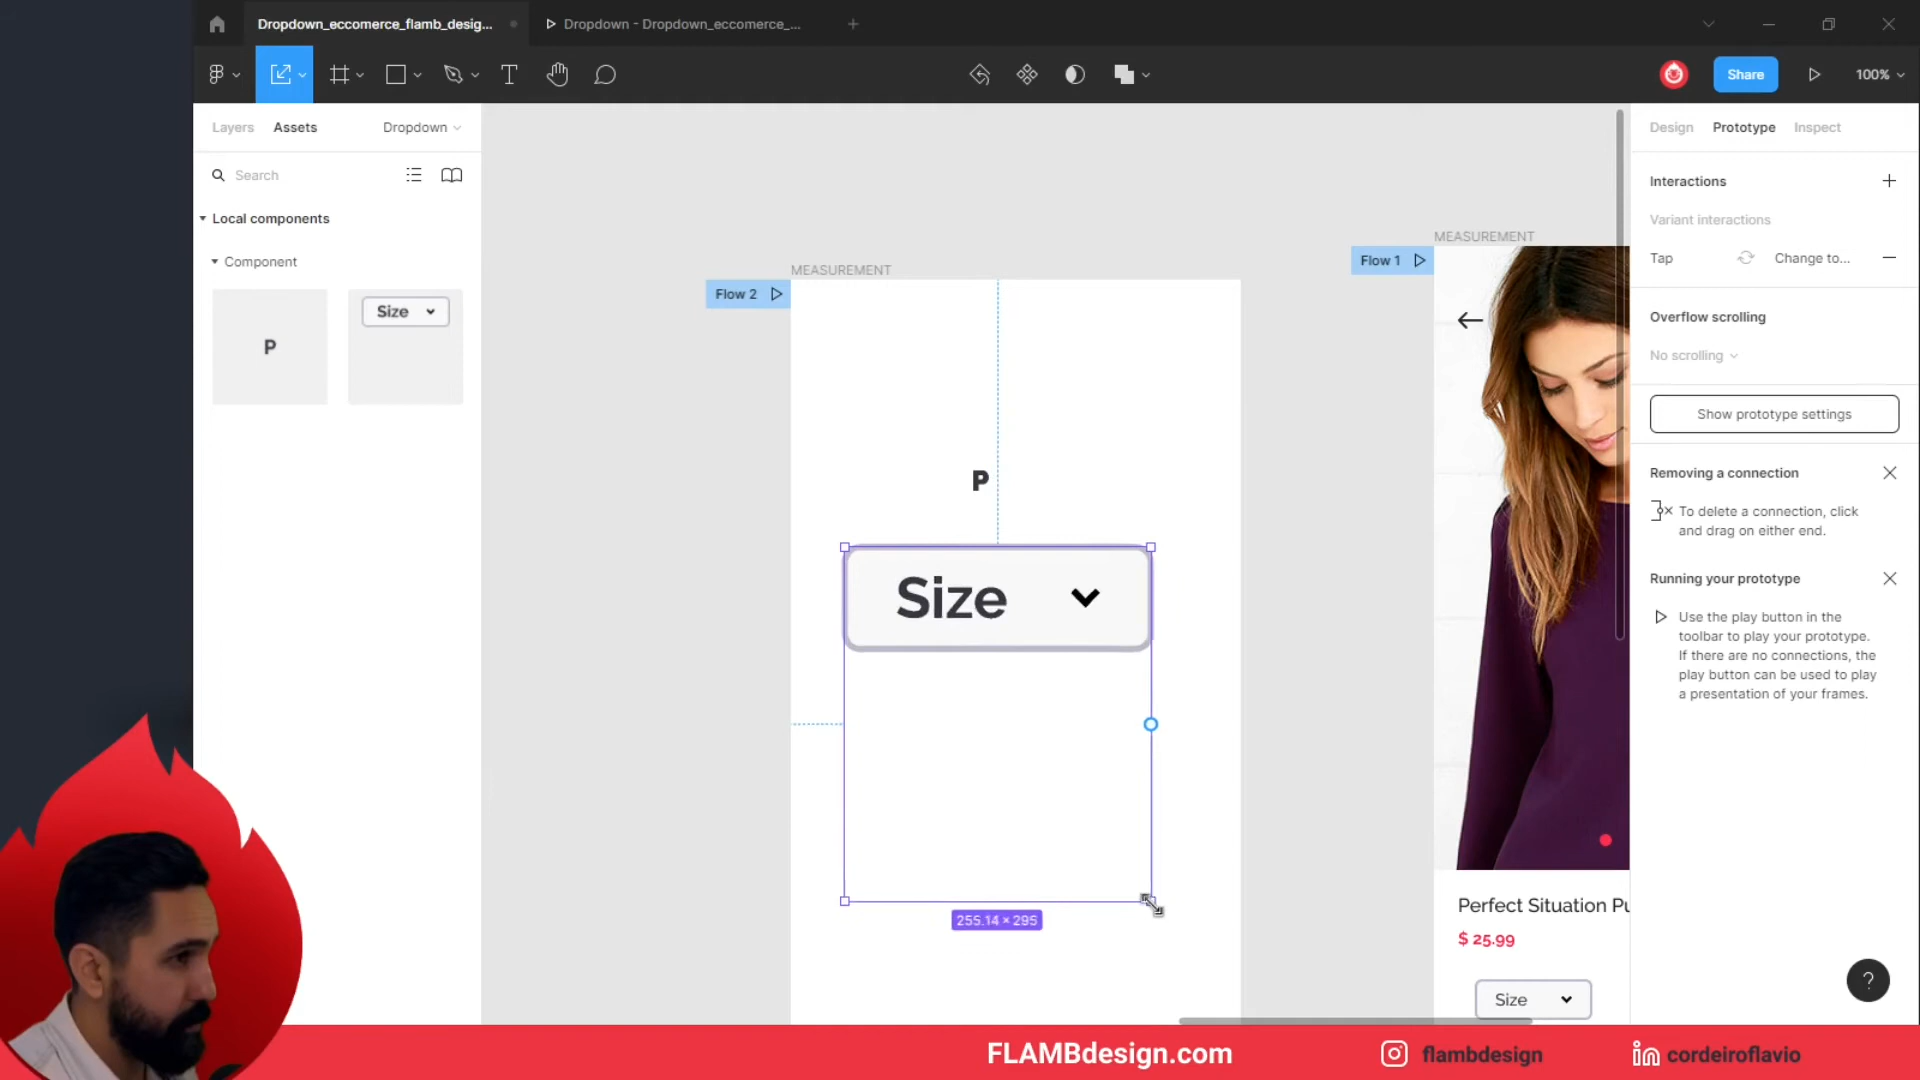 Dropdown_eccomerce_flamb_desig...
Dropdown - Dropdown_eccomerce_...
Share
100%
Layers
Assets
Dropdown
Search
Local components
Component
P
Size
MEASUREMENT
Flow 2
P
Size
255.14 × 295
MEASUREMENT
Flow 1
Perfect Situation Pu
$ 25.99
Size
Design
Prototype
Inspect
Interactions
Variant interactions
Tap
Change to...
Overflow scrolling
No scrolling
Show prototype settings
Removing a connection
To delete a connection, click
and drag on either end.
Running your prototype
Use the play button in the
toolbar to play your prototype.
If there are no connections, the
play button can be used to play
a presentation of your frames.
?
FLAMBdesign.com
flambdesign
cordeiroflavio